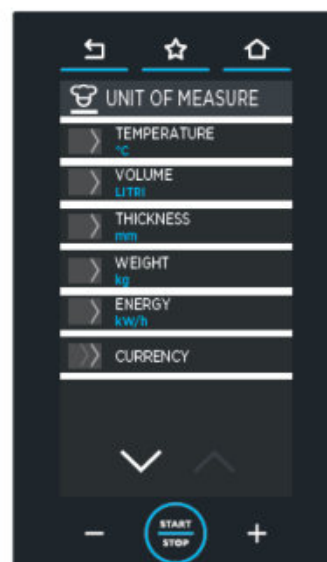 UNIT OF MEASURE
TEMPERATURE
°C
VOLUME
LITRI
THICKNESS
mm
WEIGHT
kg
ENERGY
kW/h
CURRENCY
START
STOP